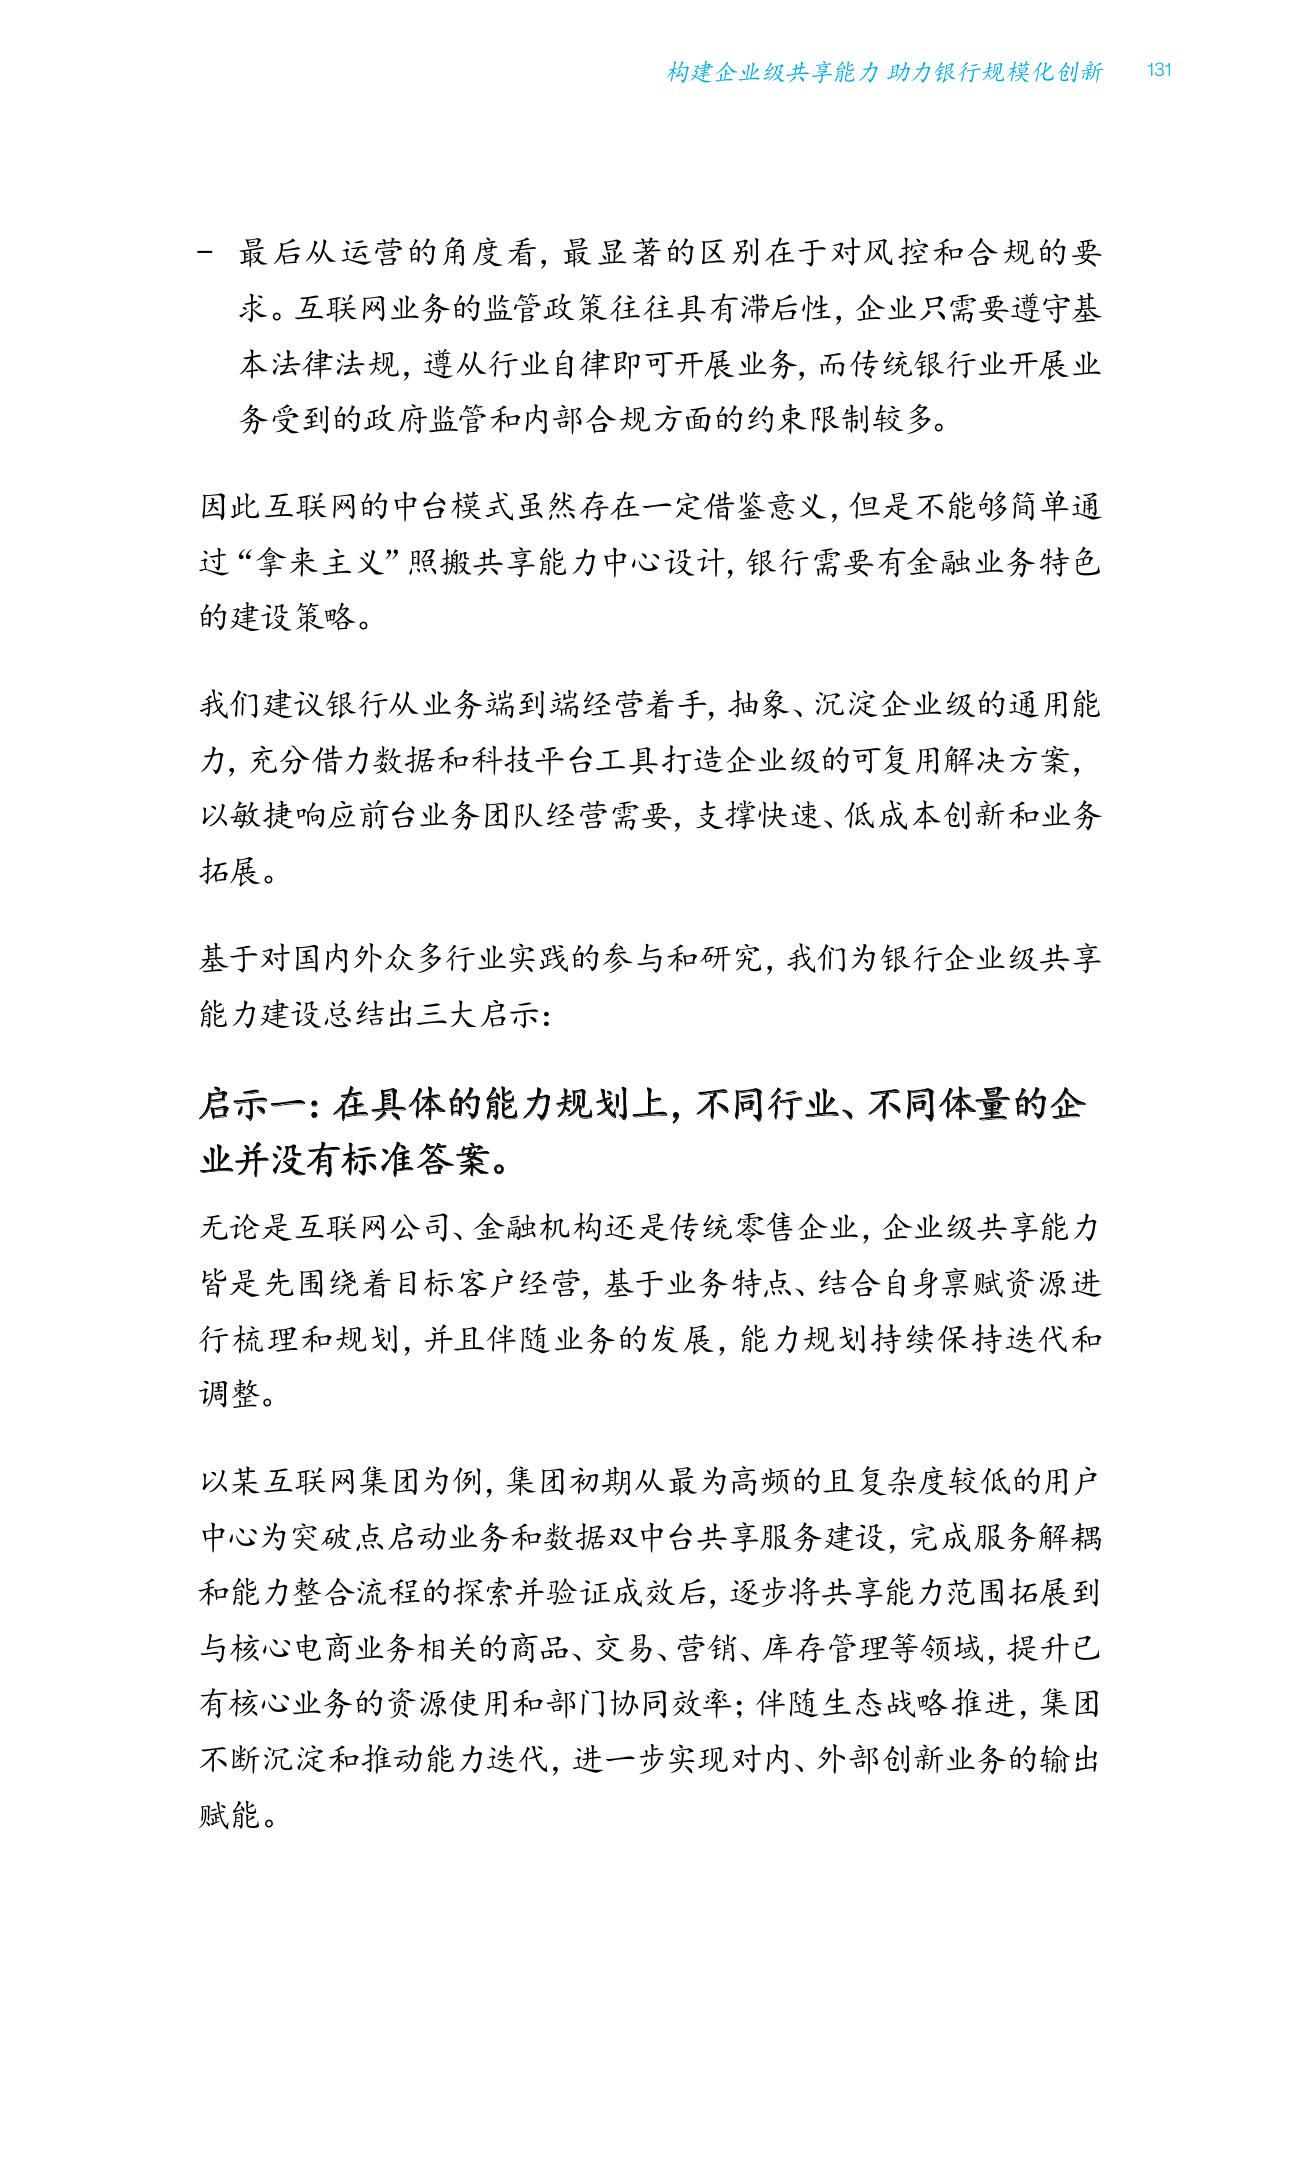 构建企业级共享能力 助力银行规模化创新 131
– 最后从运营的角度看, 最显著的区别在于对风控和合规的要
求。互联网业务的监管政策往往具有滞后性, 企业只需要遵守基
本法律法规, 遵从行业自律即可开展业务, 而传统银行业开展业
务受到的政府监管和内部合规方面的约束限制较多。
因此互联网的中台模式虽然存在一定借鉴意义, 但是不能够简单通
过 “拿来主义” 照搬共享能力中心设计, 银行需要有金融业务特色
的建设策略。
我们建议银行从业务端到端经营着手, 抽象、沉淀企业级的通用能
力, 充分借力数据和科技平台工具打造企业级的可复用解决方案,
以敏捷响应前台业务团队经营需要, 支撑快速、低成本创新和业务
拓展。
基于对国内外众多行业实践的参与和研究, 我们为银行企业级共享
能力建设总结出三大启示:
启示一: 在具体的能力规划上, 不同行业、不同体量的企
业并没有标准答案。
无论是互联网公司、金融机构还是传统零售企业, 企业级共享能力
皆是先围绕着目标客户经营, 基于业务特点、结合自身禀赋资源进
行梳理和规划, 并且伴随业务的发展, 能力规划持续保持迭代和
调整。
以某互联网集团为例, 集团初期从最为高频的且复杂度较低的用户
中心为突破点启动业务和数据双中台共享服务建设, 完成服务解耦
和能力整合流程的探索并验证成效后, 逐步将共享能力范围拓展到
与核心电商业务相关的商品、交易、营销、库存管理等领域, 提升已
有核心业务的资源使用和部门协同效率; 伴随生态战略推进, 集团
不断沉淀和推动能力迭代, 进一步实现对内、外部创新业务的输出
赋能。